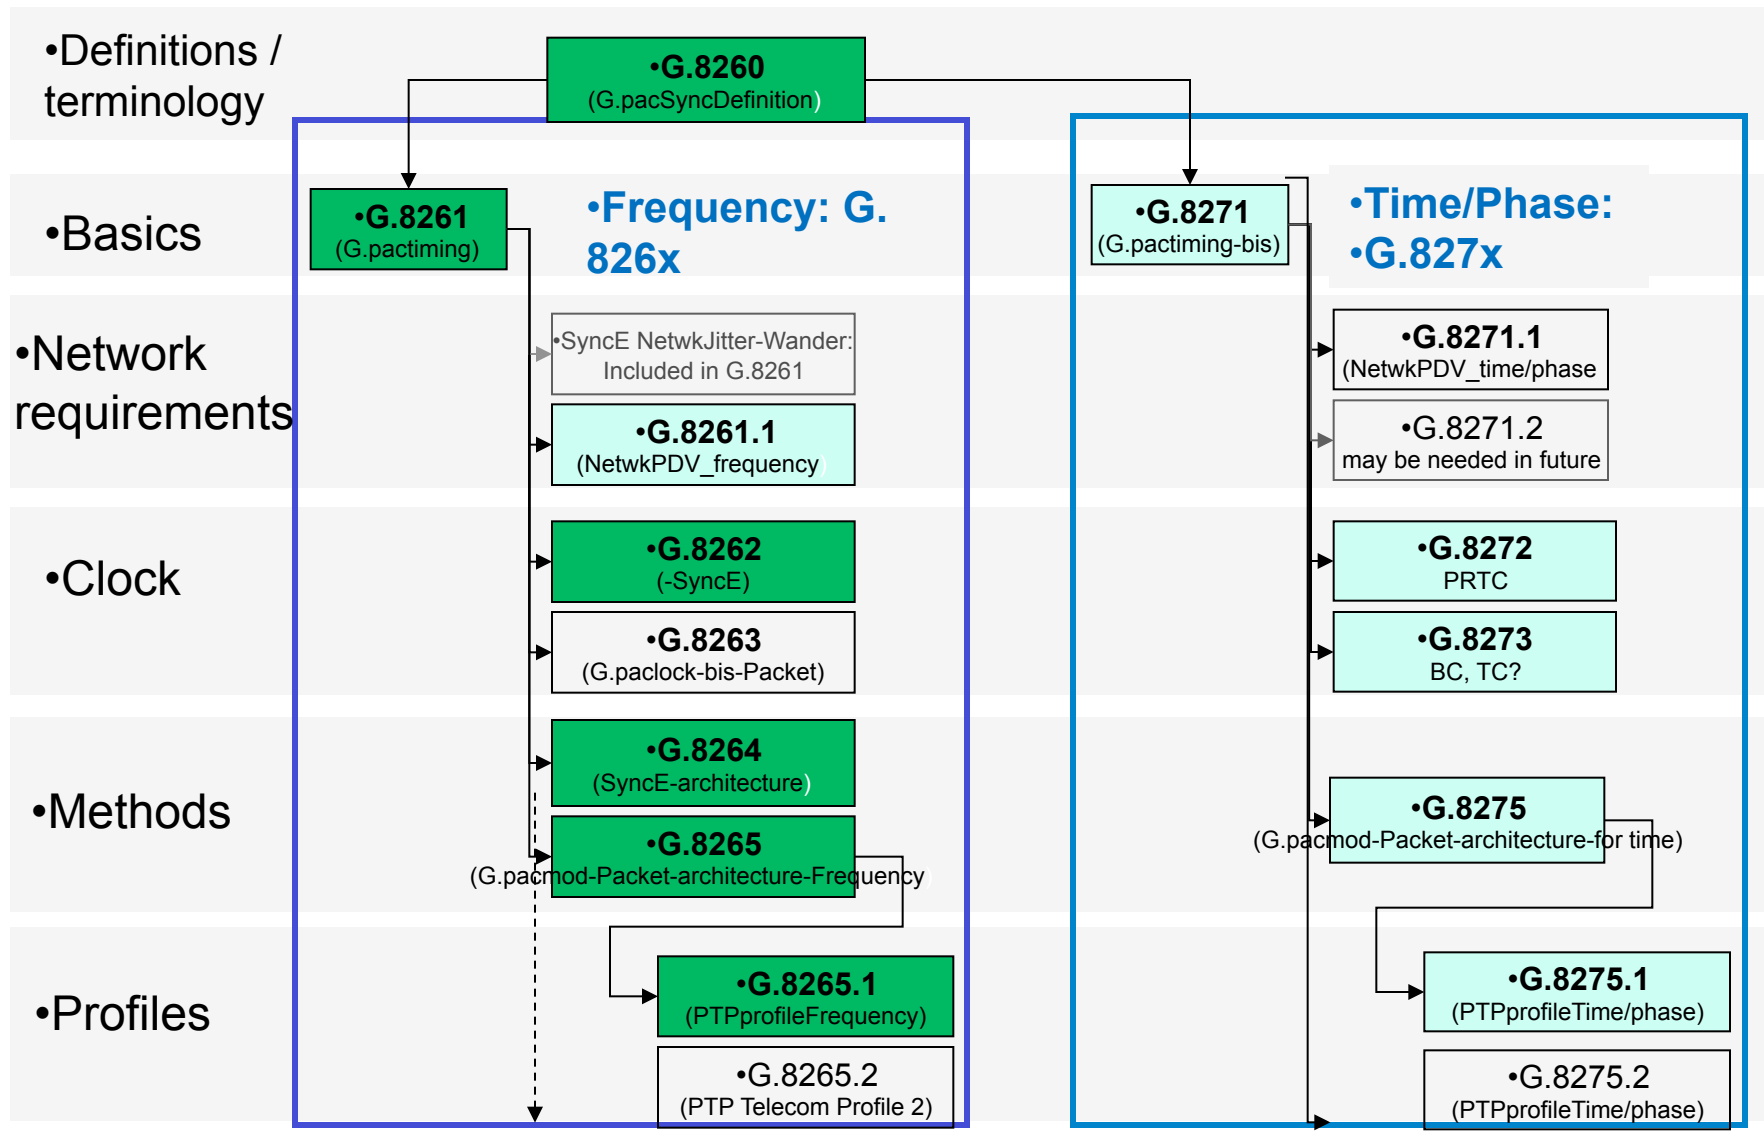 •Definitions /
terminology
•G.8260
(G.pacSyncDefinition)
•Basics
•G.8261
(G.pactiming)
•Frequency: G.
826x
•G.8271
(G.pactiming-bis)
•Time/Phase:
•G.827x
•Network
requirements
•SyncE NetwkJitter-Wander:
Included in G.8261
•G.8261.1
(NetwkPDV_frequency)
•G.8271.1
(NetwkPDV_time/phase
•G.8271.2
may be needed in future
•Clock
•G.8262
(-SyncE)
•G.8263
(G.paclock-bis-Packet)
•G.8272
PRTC
•G.8273
BC, TC?
•Methods
•G.8264
(SyncE-architecture)
•G.8265
(G.pacmod-Packet-architecture-Frequency)
•G.8275
(G.pacmod-Packet-architecture-for time)
•Profiles
•G.8265.1
(PTPprofileFrequency)
•G.8265.2
(PTP Telecom Profile 2)
•G.8275.1
(PTPprofileTime/phase)
•G.8275.2
(PTPprofileTime/phase)